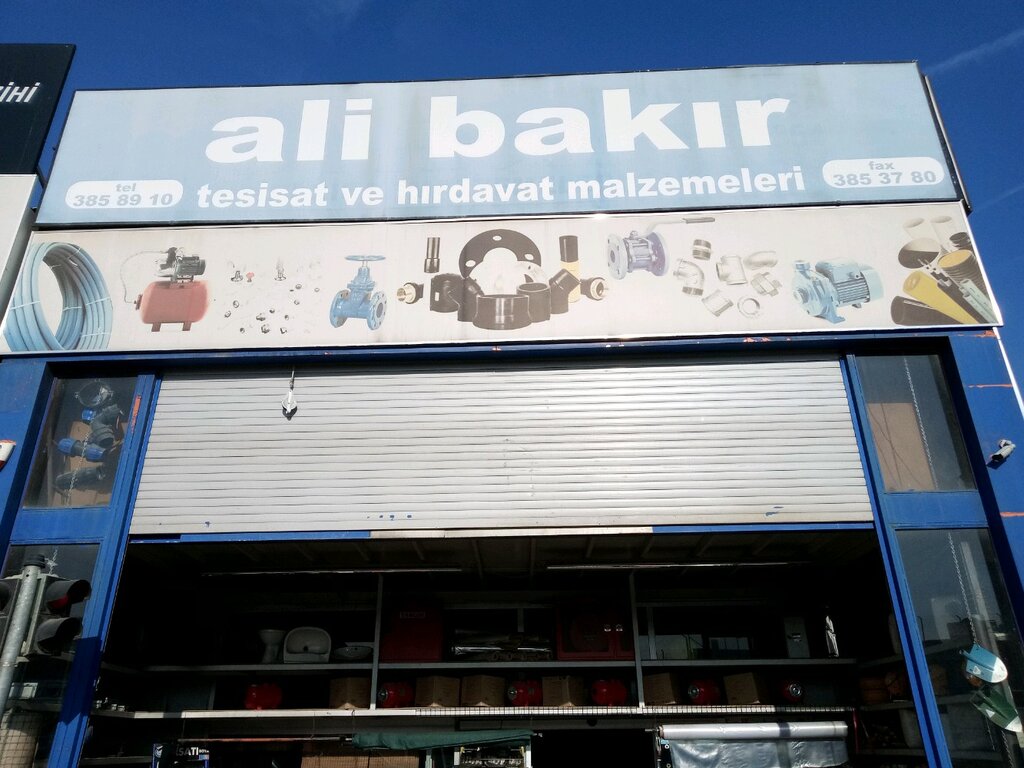 ali bakır
tel
385 89 10
tesisat ve hırdavat malzemeleri
fax
385 37 80